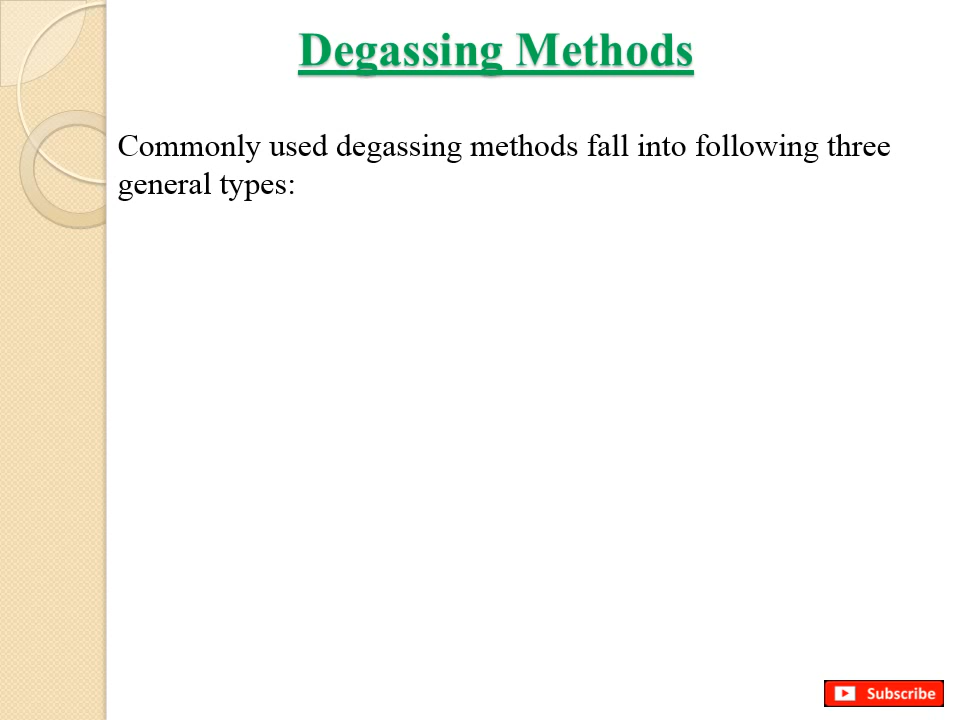 Degassing Methods
Commonly used degassing methods fall into following three
general types:
Subscribe